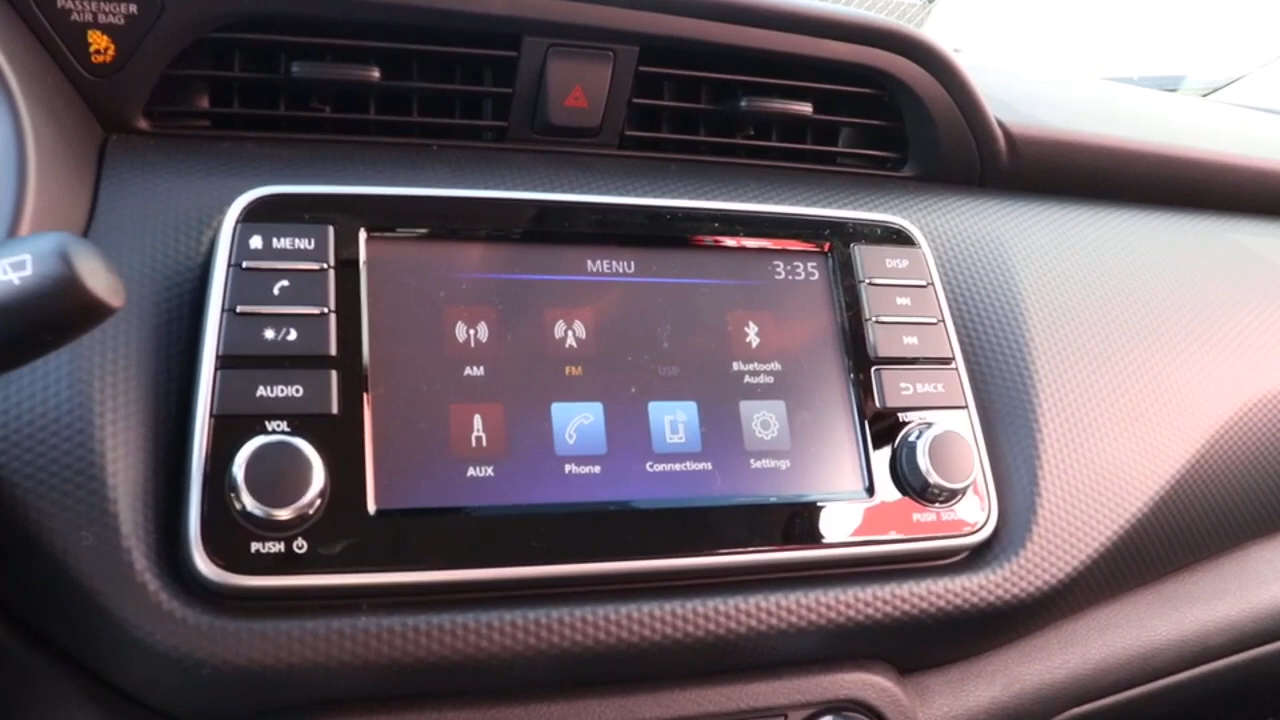 PASSENGER
AIR BAG
OFF
MENU
AUDIO
VOL
PUSH
MENU
3:35
AM
FM
USB
Bluetooth
Audio
AUX
Phone
Connections
Settings
DISP
BACK
PUSH